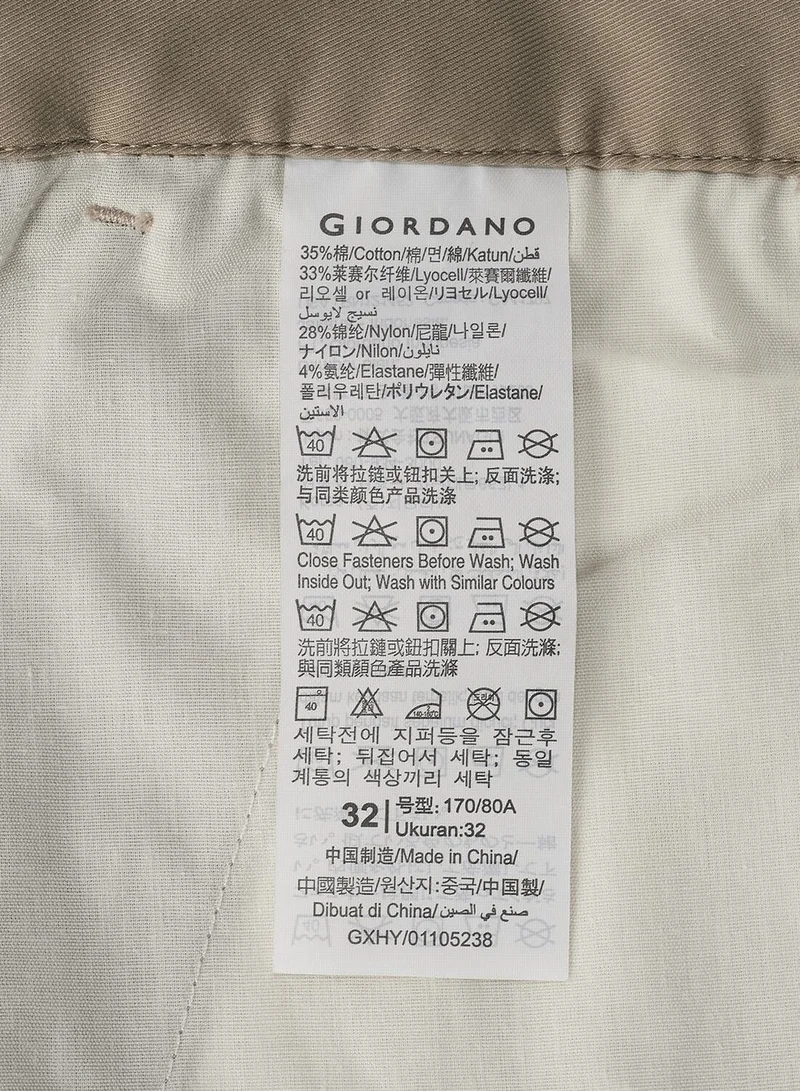 GIORDANO
35%棉/Cotton/棉/면/綿/Katun/قطن
33%莱赛尔纤维/Lyocell/萊賽爾纖維/
리오셀 or 레이온/リヨセル/Lyocell/
نسيج لايوسل
28%锦纶/Nylon/尼龍/나일론/
ナイロン/Nilon/نايلون
4%氨纶/Elastane/彈性纖維/
폴리우레탄/ポリウレタン/Elastane/
الاستين
40
洗前将拉链或钮扣关上; 反面洗涤;
与同类颜色产品洗涤
40
Close Fasteners Before Wash; Wash
Inside Out; Wash with Similar Colours
40
洗前將拉鏈或鈕扣關上; 反面洗滌;
與同類顏色產品洗滌
40 140-160℃ 드라이
세탁전에 지퍼등을 잠근후
세탁; 뒤집어서 세탁; 동일
계통의 색상끼리 세탁
32 号型: 170/80A
Ukuran:32
中国制造/Made in China/
中國製造/원산지:중국/中国製/
Dibuat di China/صنع في الصين
GXHY/01105238